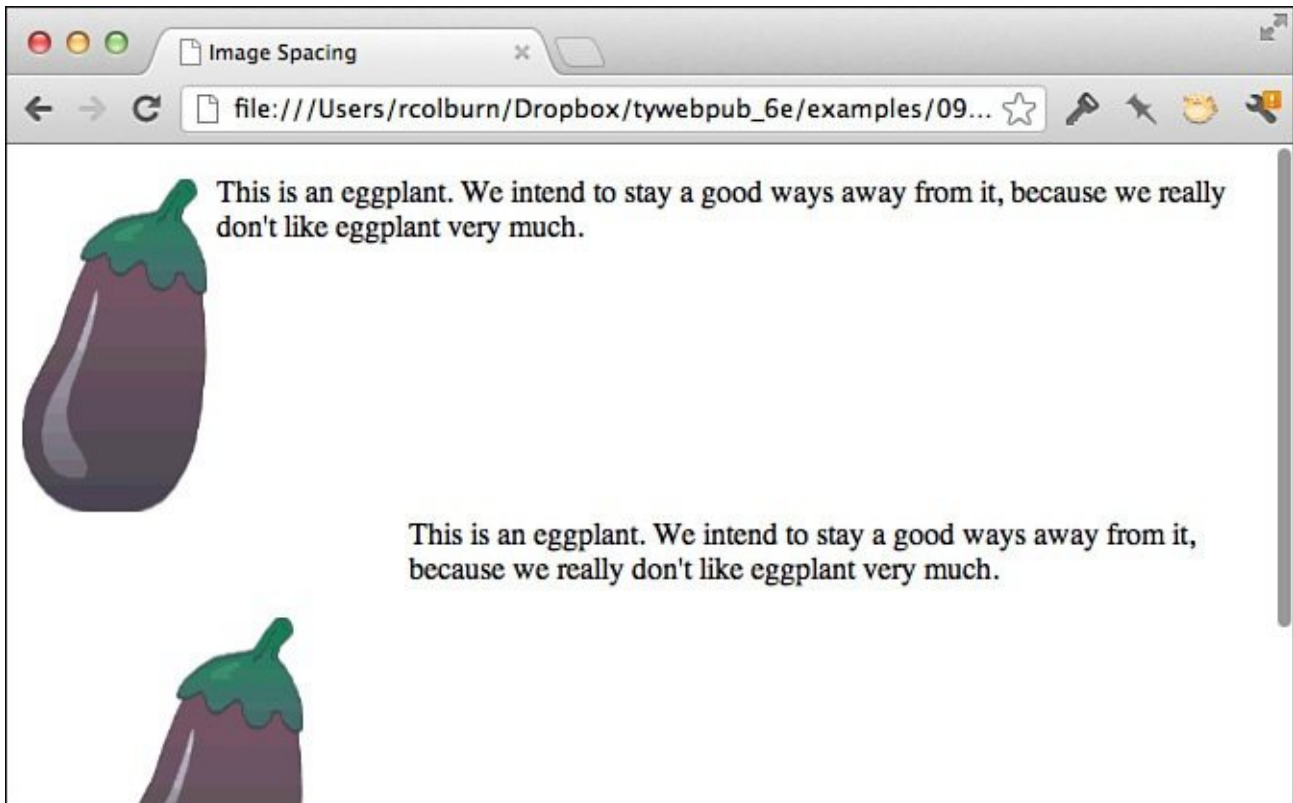 Image Spacing
file:///Users/rcolburn/Dropbox/tywebpub_6e/examples/09...
This is an eggplant. We intend to stay a good ways away from it, because we really
don't like eggplant very much.
This is an eggplant. We intend to stay a good ways away from it,
because we really don't like eggplant very much.